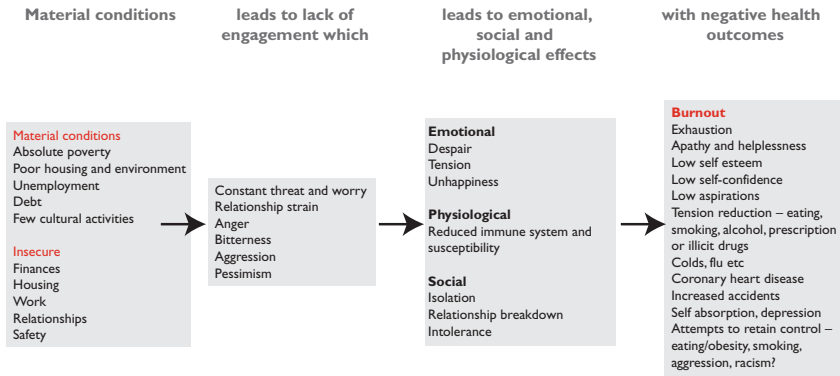 Material conditions
leads to lack of
engagement which
leads to emotional,
social and
physiological effects
with negative health
outcomes
Material conditions
Absolute poverty
Poor housing and environment
Unemployment
Debt
Few cultural activities
Insecure
Finances
Housing
Work
Relationships
Safety
Constant threat and worry
Relationship strain
Anger
Bitterness
Aggression
Pessimism
Emotional
Despair
Tension
Unhappiness
Physiological
Reduced immune system and
susceptibility
Social
Isolation
Relationship breakdown
Intolerance
Burnout
Exhaustion
Apathy and helplessness
Low self esteem
Low self-confidence
Low aspirations
Tension reduction – eating,
smoking, alcohol, prescription
or illicit drugs
Colds, flu etc
Coronary heart disease
Increased accidents
Self absorption, depression
Attempts to retain control –
eating/obesity, smoking,
aggression, racism?